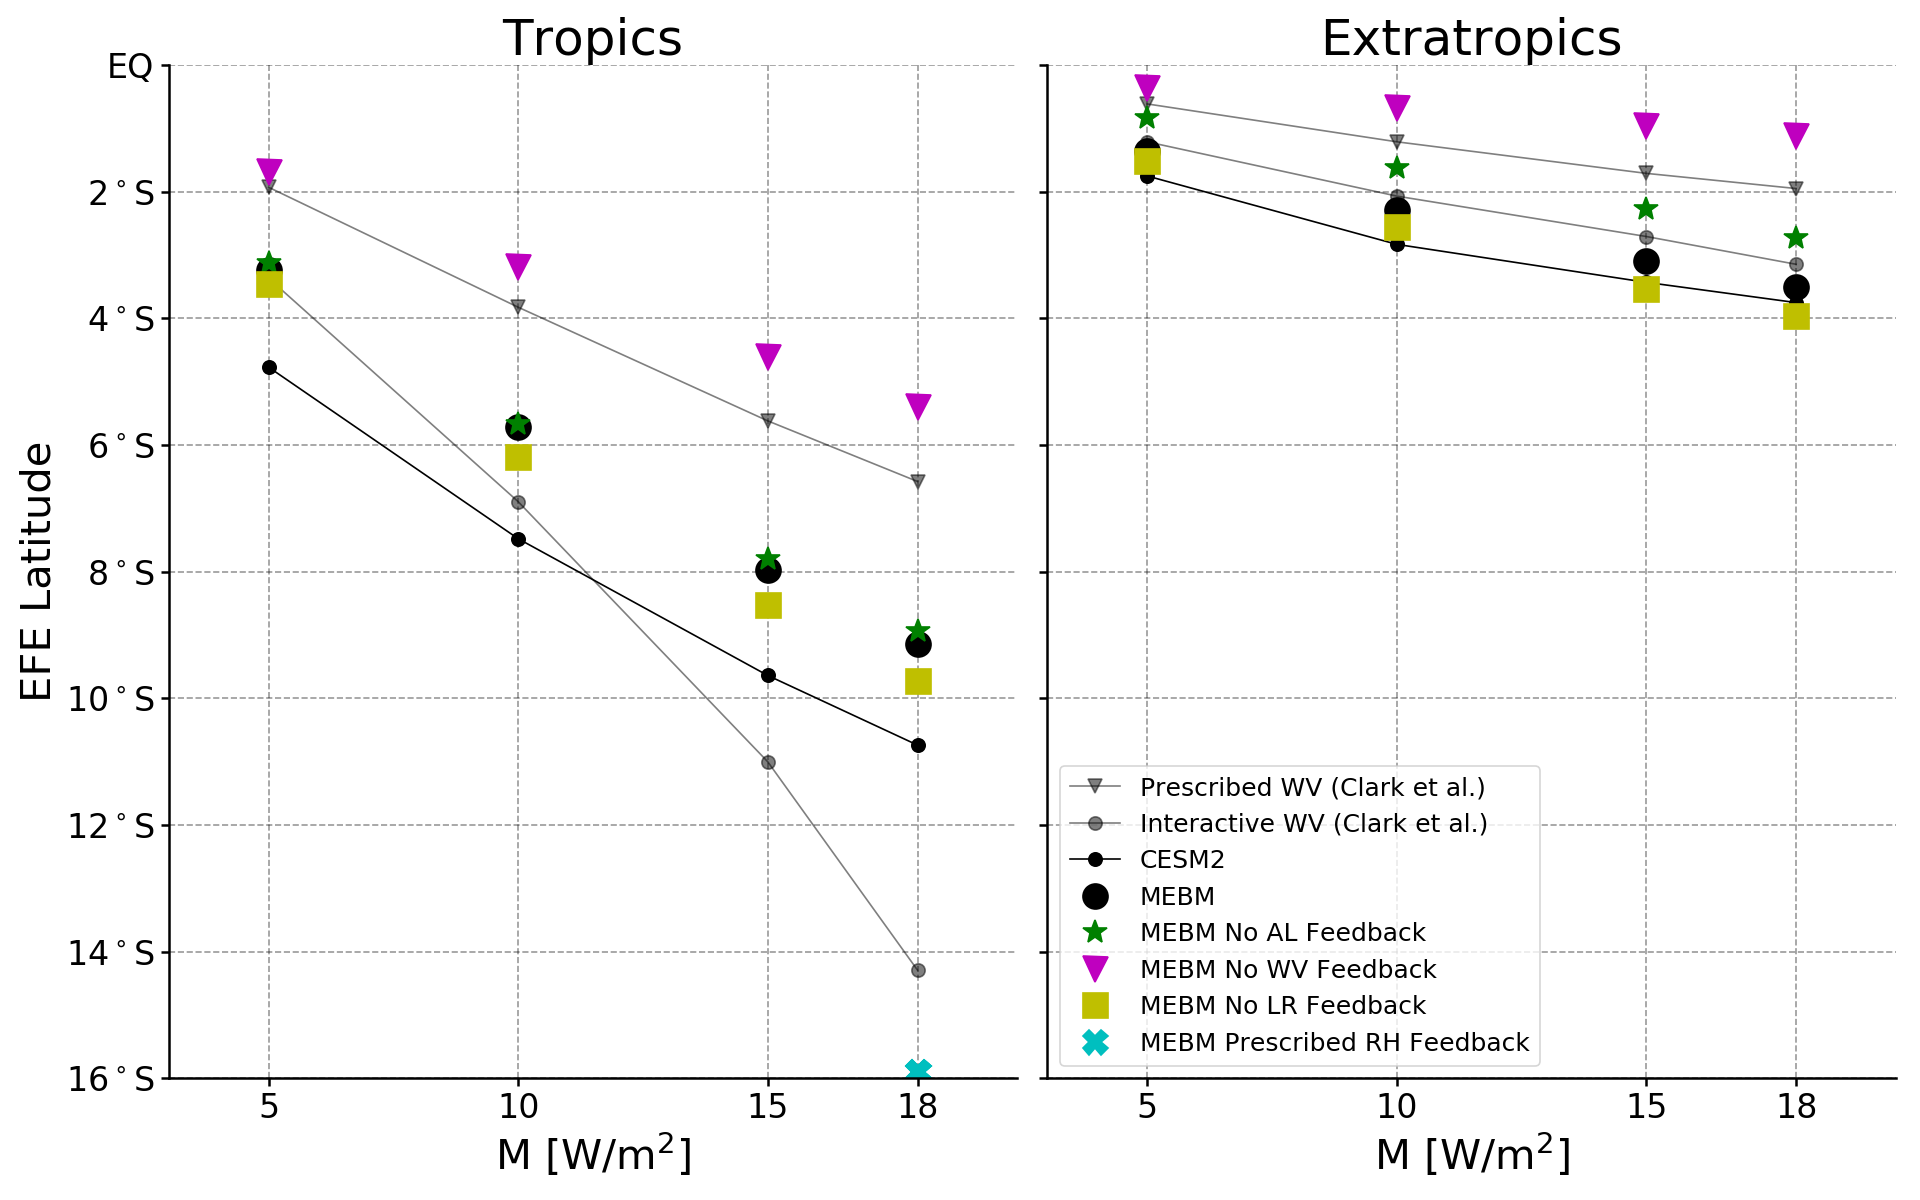 Tropics
Extratropics
EQ
2°S
4°S
6°S
8°S
10°S
12°S
14°S
16°S
EFE Latitude
5 10 15 18
5 10 15 18
M [W/m²]
M [W/m²]
Prescribed WV (Clark et al.)
Interactive WV (Clark et al.)
CESM2
MEBM
MEBM No AL Feedback
MEBM No WV Feedback
MEBM No LR Feedback
MEBM Prescribed RH Feedback